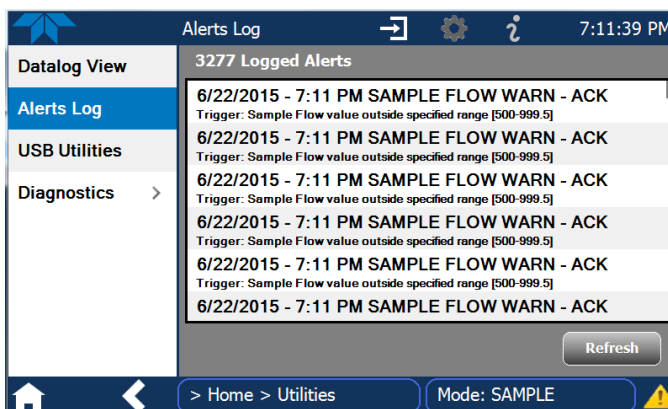 Alerts Log
7:11:39 PM
Datalog View
Alerts Log
USB Utilities
Diagnostics >
3277 Logged Alerts
6/22/2015 - 7:11 PM SAMPLE FLOW WARN - ACK
Trigger: Sample Flow value outside specified range [500-999.5]
6/22/2015 - 7:11 PM SAMPLE FLOW WARN - ACK
Trigger: Sample Flow value outside specified range [500-999.5]
6/22/2015 - 7:11 PM SAMPLE FLOW WARN - ACK
Trigger: Sample Flow value outside specified range [500-999.5]
6/22/2015 - 7:11 PM SAMPLE FLOW WARN - ACK
Trigger: Sample Flow value outside specified range [500-999.5]
6/22/2015 - 7:11 PM SAMPLE FLOW WARN - ACK
Trigger: Sample Flow value outside specified range [500-999.5]
6/22/2015 - 7:11 PM SAMPLE FLOW WARN - ACK
Refresh
> Home > Utilities
Mode: SAMPLE